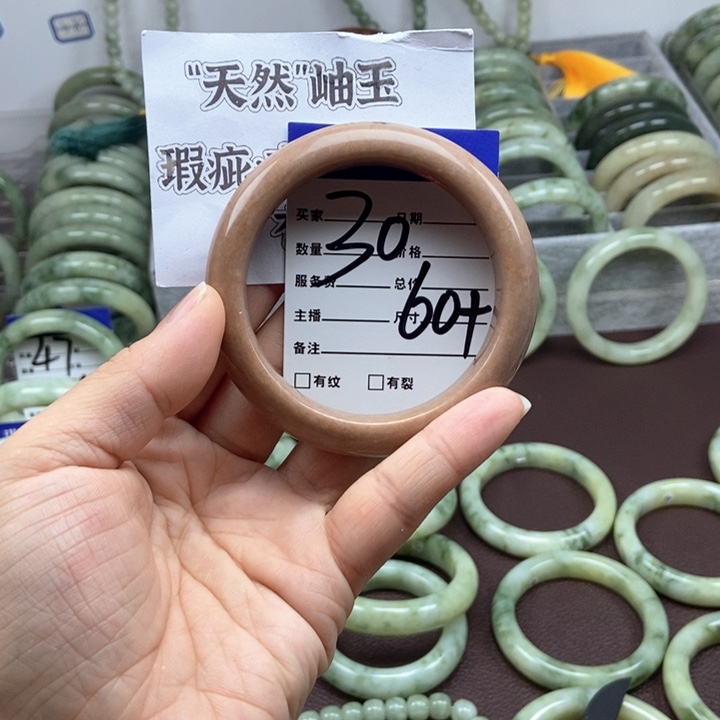 “天然”岫玉
瑕疵
买家 日期
30
数量 价格
服务费 总价
60+
主播 尺寸
备注
□有纹 □有裂
47